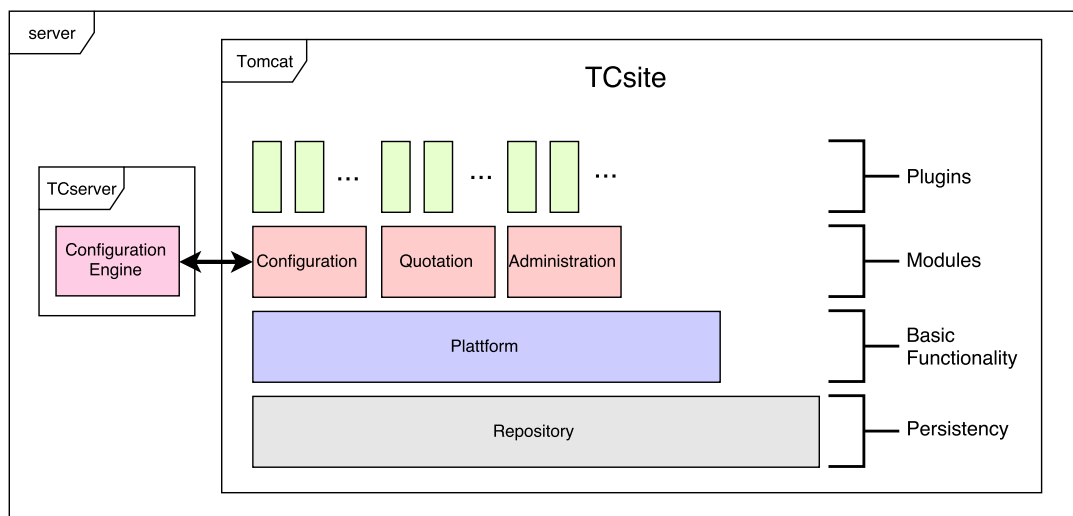 server
Tomcat
TCsite
... ... ...
Plugins
TCserver
Configuration
Engine
Configuration
Quotation
Administration
Modules
Plattform
Basic
Functionality
Repository
Persistency